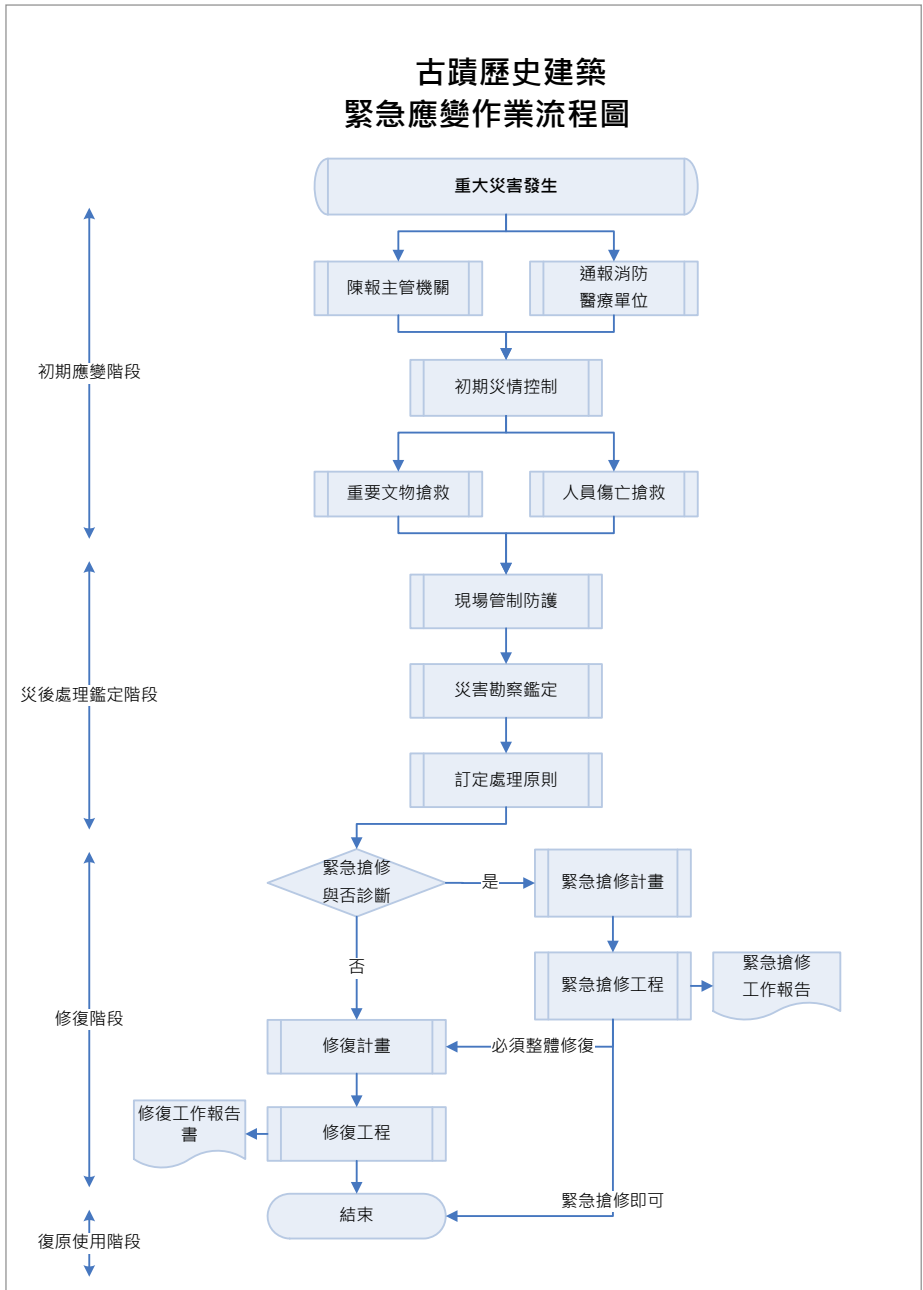 古蹟歷史建築
緊急應變作業流程圖
重大災害發生
陳報主管機關
通報消防
醫療單位
初期應變階段
初期災情控制
重要文物搶救
人員傷亡搶救
現場管制防護
災後處理鑑定階段
災害勘察鑑定
訂定處理原則
緊急搶修
與否診斷
是
緊急搶修計畫
否
緊急搶修工程
緊急搶修
工作報告
修復階段
修復計畫
必須整體修復
修復工作報告
書
修復工程
緊急搶修即可
結束
復原使用階段